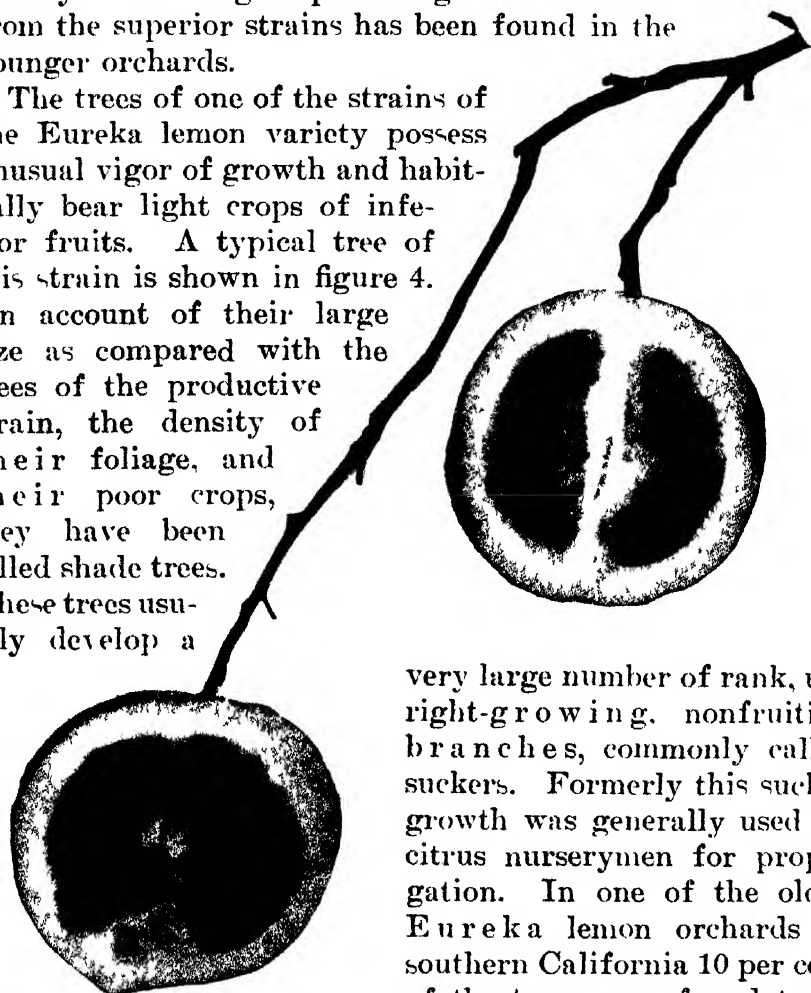 rom the superior strains has been found in the
ounger orchards.
The trees of one of the strains of
e Eureka lemon variety possess
nusual vigor of growth and habit-
lly bear light crops of infe-
or fruits. A typical tree of
is strain is shown in figure 4.
n account of their large
ze as compared with the
ees of the productive
rain, the density of
heir foliage, and
eir poor crops,
ey have been
lled shade trees.
hese trees usu-
ly develop a
very large number of rank, u
right-growing, nonfruiti
branches, commonly cal
suckers. Formerly this suc
growth was generally used
citrus nurserymen for prop
gation. In one of the old
Eureka lemon orchards
southern California 10 per ce